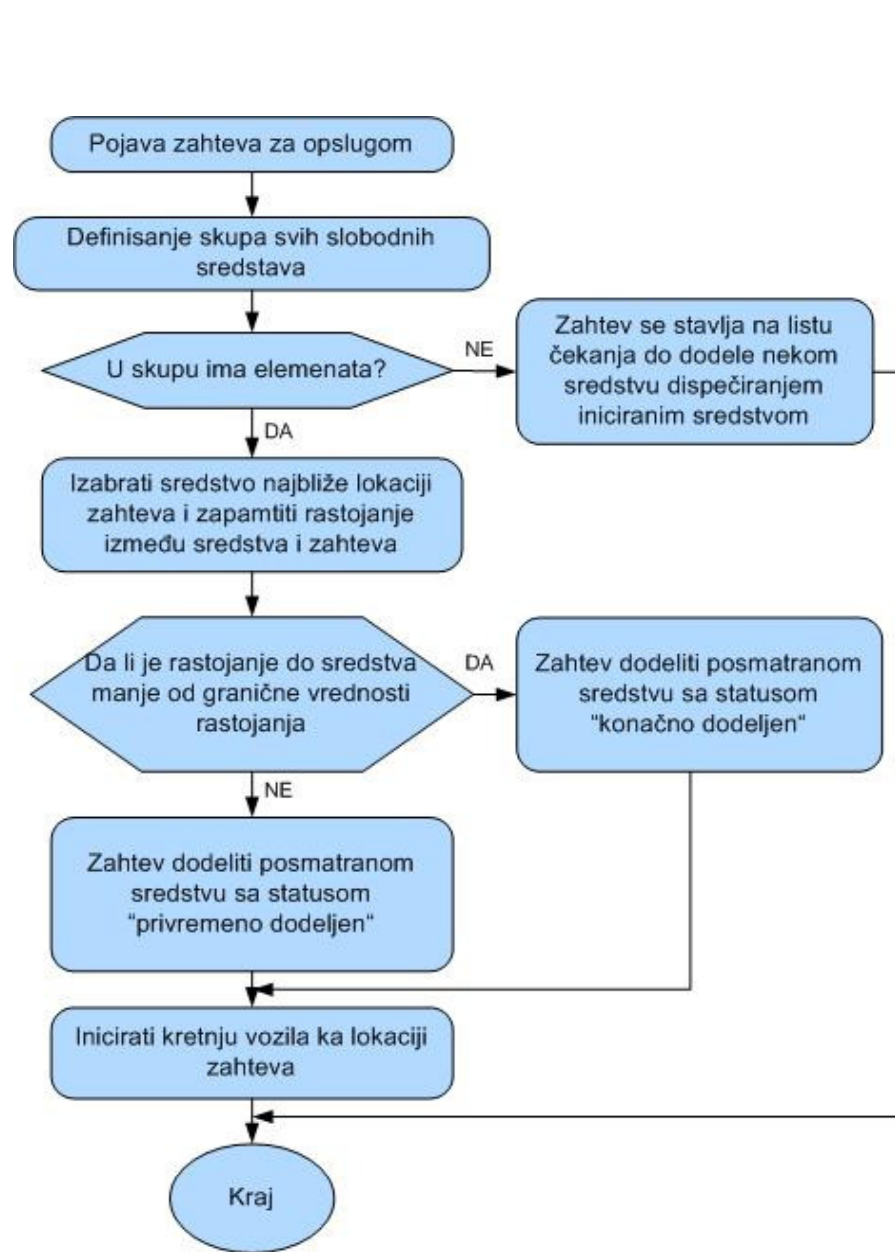 Pojava zahteva za opslugom
Definisanje skupa svih slobodnih
sredstava
U skupu ima elemenata?
NE
Zahtev se stavlja na listu
čekanja do dodele nekom
sredstvu dispečiranjem
iniciranim sredstvom
DA
Izabrati sredstvo najbliže lokaciji
zahteva i zapamtiti rastojanje
između sredstva i zahteva
Da li je rastojanje do sredstva
manje od granične vrednosti
rastojanja
DA
Zahtev dodeliti posmatranom
sredstvu sa statusom
“konačno dodeljen“
NE
Zahtev dodeliti posmatranom
sredstvu sa statusom
“privremeno dodeljen“
Inicirati kretnju vozila ka lokaciji
zahteva
Kraj